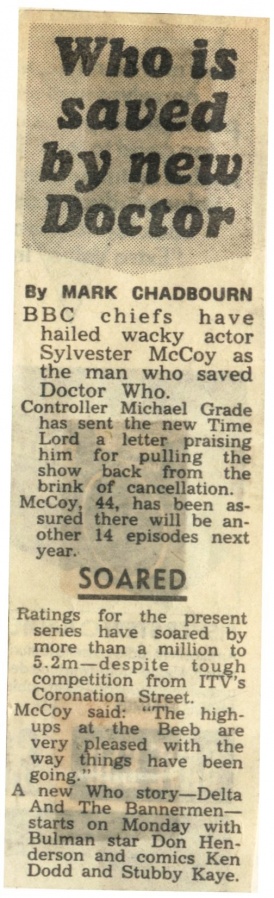 Who is
saved
by new
Doctor
By MARK CHADBOURN
BBC chiefs have
hailed wacky actor
Sylvester McCoy as
the man who saved
Doctor Who.
Controller Michael Grade
has sent the new Time
Lord a letter praising
him for pulling the
show back from the
brink of cancellation.
McCoy, 44, has been as-
sured there will be an-
other 14 episodes next
year.
SOARED
Ratings for the present
series have soared by
more than a million to
5.2m—despite tough
competition from ITV's
Coronation Street.
McCoy said: "The high-
ups at the Beeb are
very pleased with the
way things have been
going."
A new Who story—Delta
And The Bannermen—
starts on Monday with
Bulman star Don Hen-
derson and comics Ken
Dodd and Stubby Kaye.